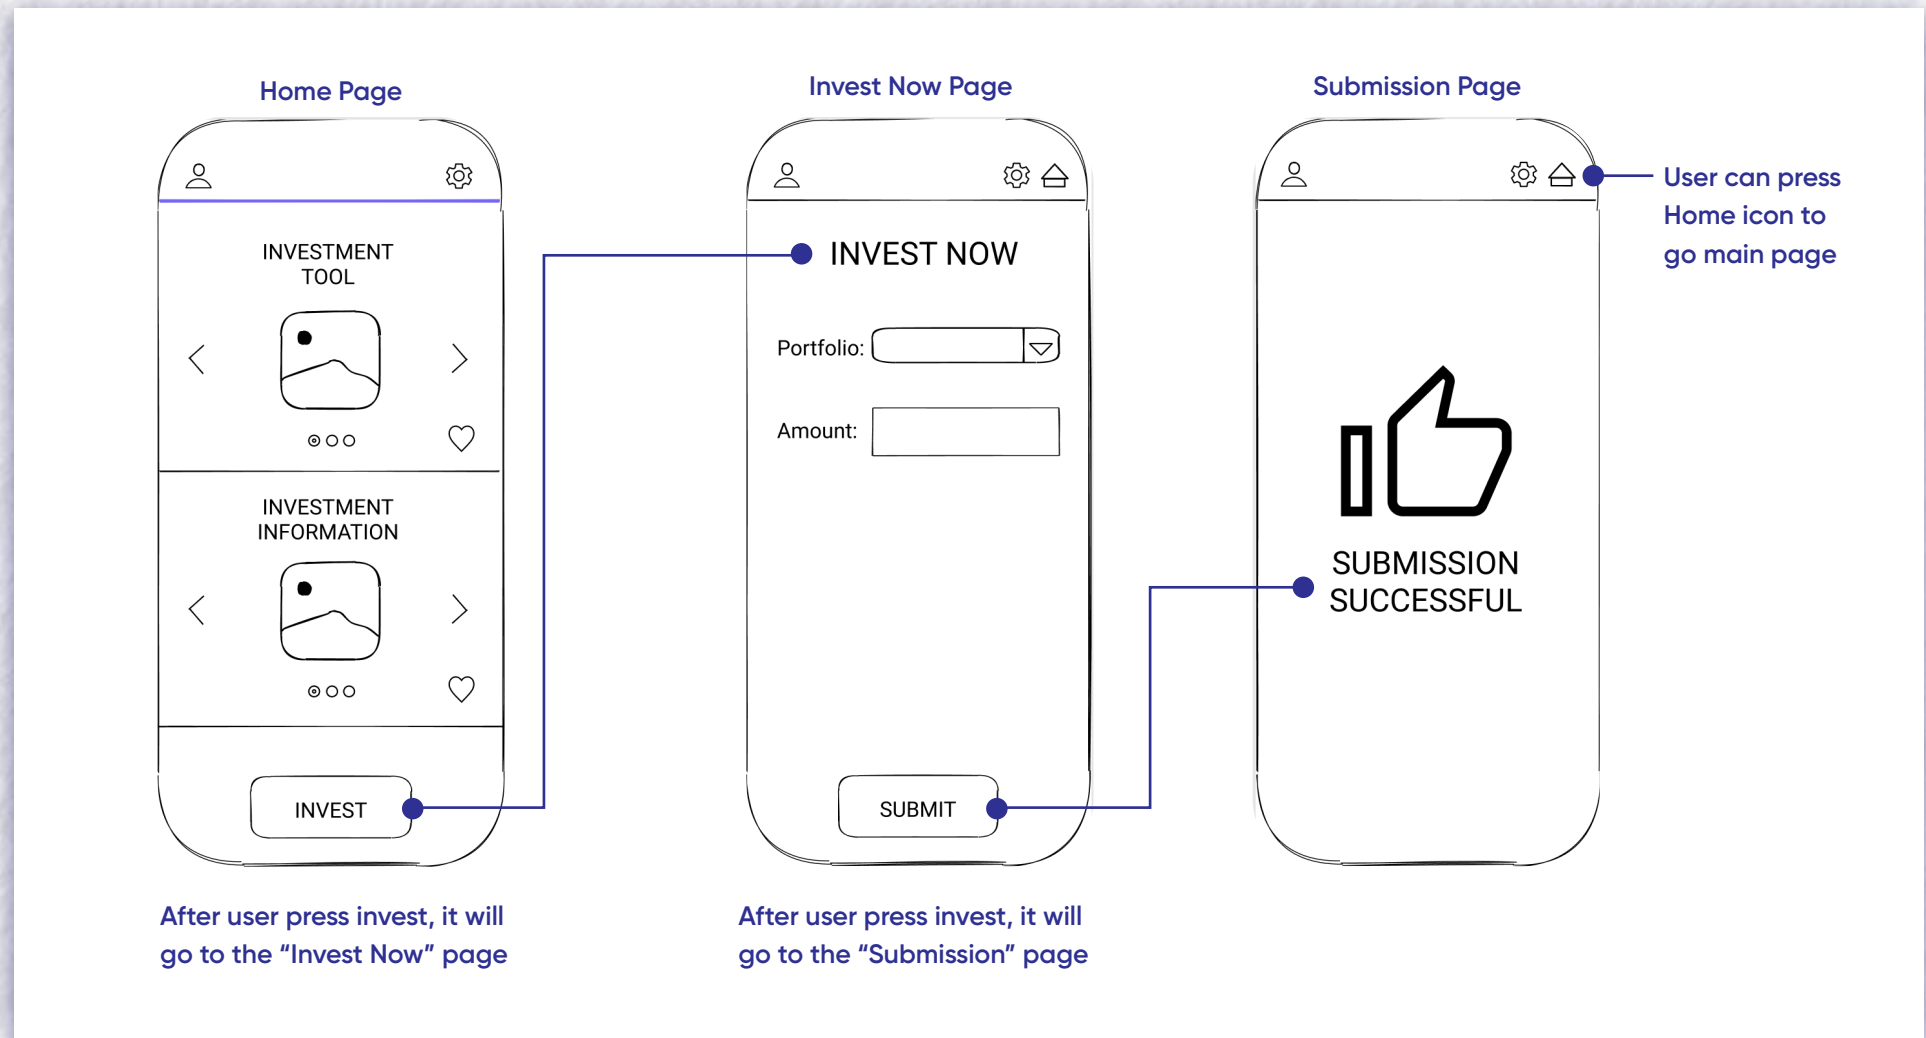 Home Page
INVESTMENT
TOOL
INVESTMENT
INFORMATION
INVEST
After user press invest, it will
go to the “Invest Now” page
Invest Now Page
INVEST NOW
Portfolio:
Amount:
SUBMIT
After user press invest, it will
go to the “Submission” page
Submission Page
SUBMISSION
SUCCESSFUL
User can press
Home icon to
go main page